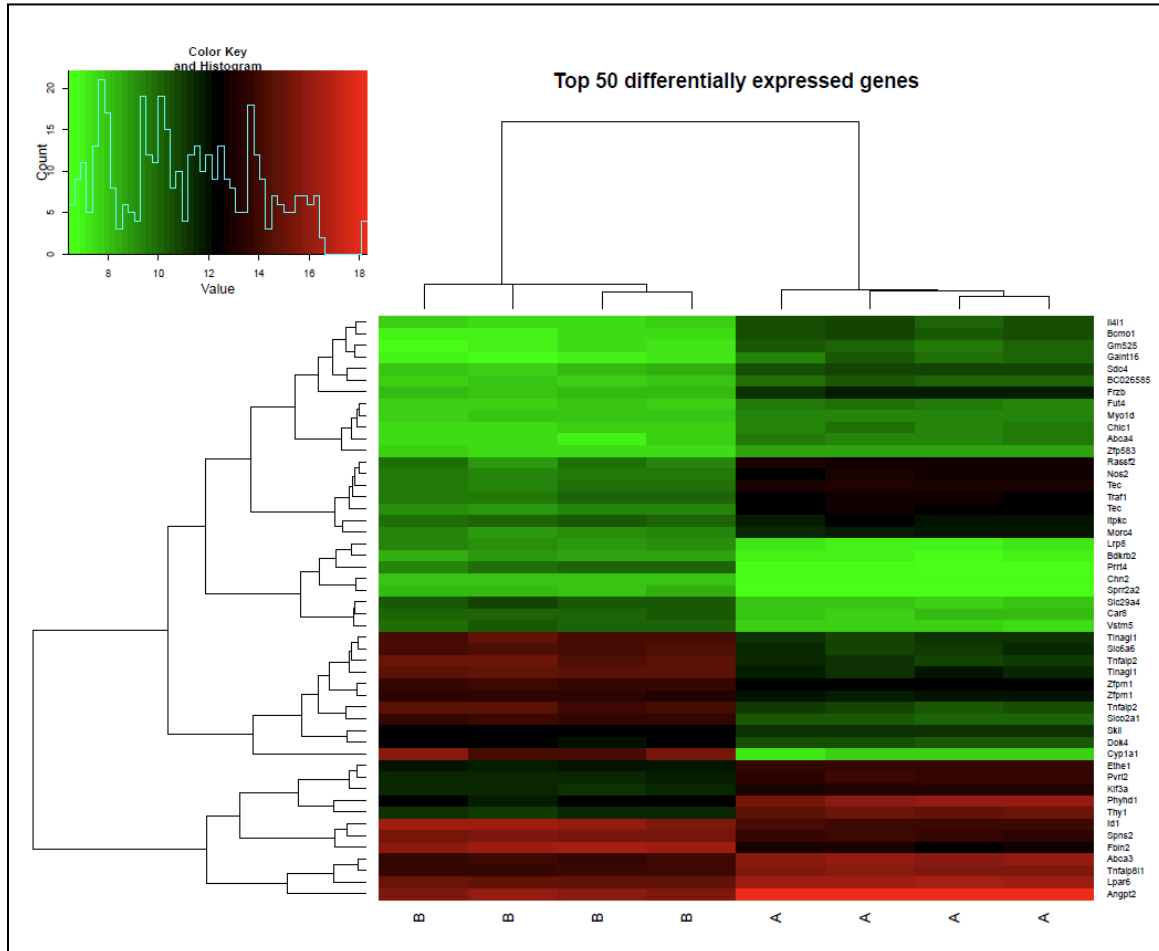 Color Key
and Histogram
Top 50 differentially expressed genes
Count
0
5
10
15
20
8
10
12
14
16
18
Value
Il4i1
Bcmo1
Gm525
Galnt16
Sdc4
BC026585
Frzb
Fut4
Myo1d
Chic1
Abca4
Zfp583
Rassf2
Nos2
Tec
Traf1
Tec
Itpkc
Morc4
Lrp8
Bdkrb2
Prrt4
Chn2
Sprr2a2
Slc29a4
Car8
Vstm5
Tinagl1
Slc6a6
Tnfaip2
Tinagl1
Zfpm1
Zfpm1
Tnfaip2
Slco2a1
Skil
Dok4
Cyp1a1
Ethe1
Pvrl2
Kif3a
Phyhd1
Thy1
Id1
Spns2
Fbln2
Abca3
Tnfaip8l1
Lpar6
Angpt2
B B B B A A A A